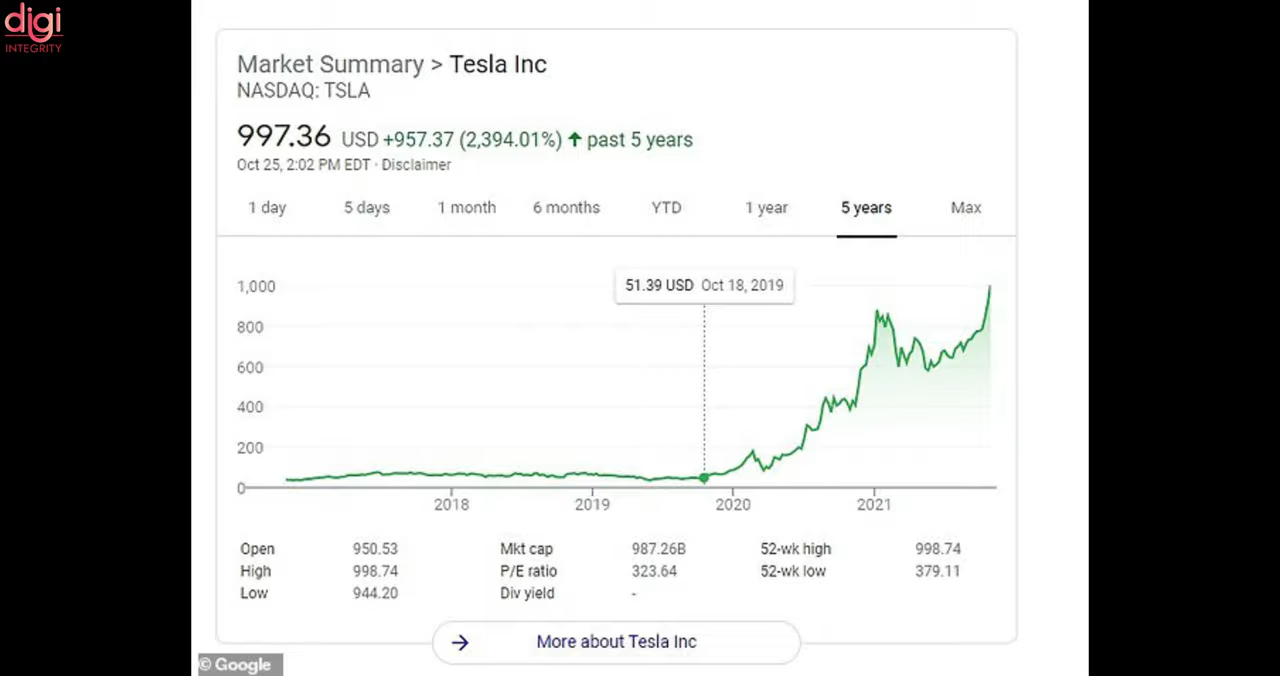 digi
INTEGRITY
Market Summary > Tesla Inc
NASDAQ: TSLA
997.36 USD +957.37 (2,394.01%) ↑ past 5 years
Oct 25, 2:02 PM EDT · Disclaimer
1 day 5 days 1 month 6 months YTD 1 year 5 years Max
51.39 USD Oct 18, 2019
1,000
800
600
400
200
0
2018 2019 2020 2021
Open 950.53 Mkt cap 987.26B 52-wk high 998.74
High 998.74 P/E ratio 323.64 52-wk low 379.11
Low 944.20 Div yield -
→ More about Tesla Inc
© Google